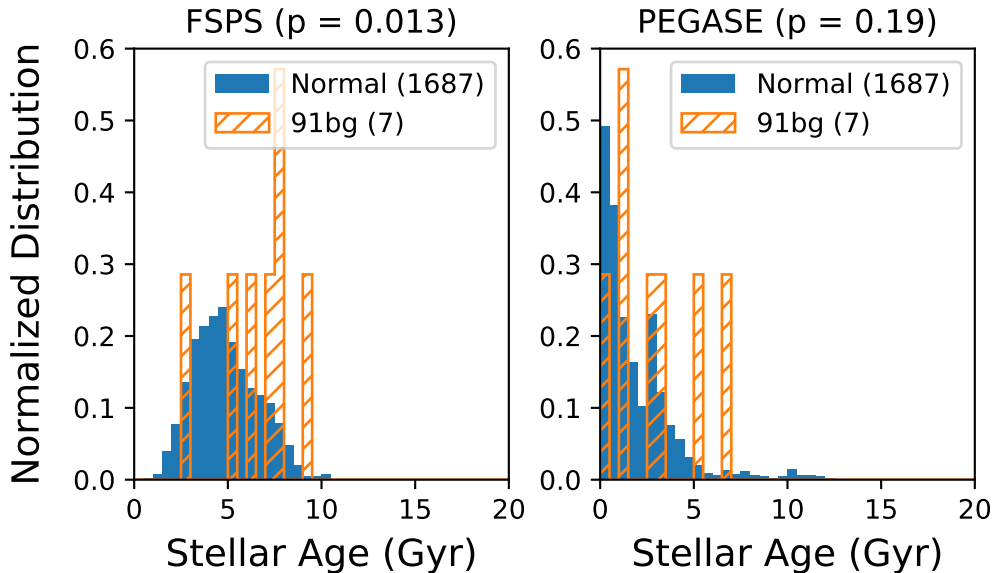 FSPS (p = 0.013)
PEGASE (p = 0.19)
Normalized Distribution
0.6
0.5
0.4
0.3
0.2
0.1
0.0
Normal (1687)
91bg (7)
0 5 10 15 20
Stellar Age (Gyr)
0.6
0.5
0.4
0.3
0.2
0.1
0.0
Normal (1687)
91bg (7)
0 5 10 15 20
Stellar Age (Gyr)